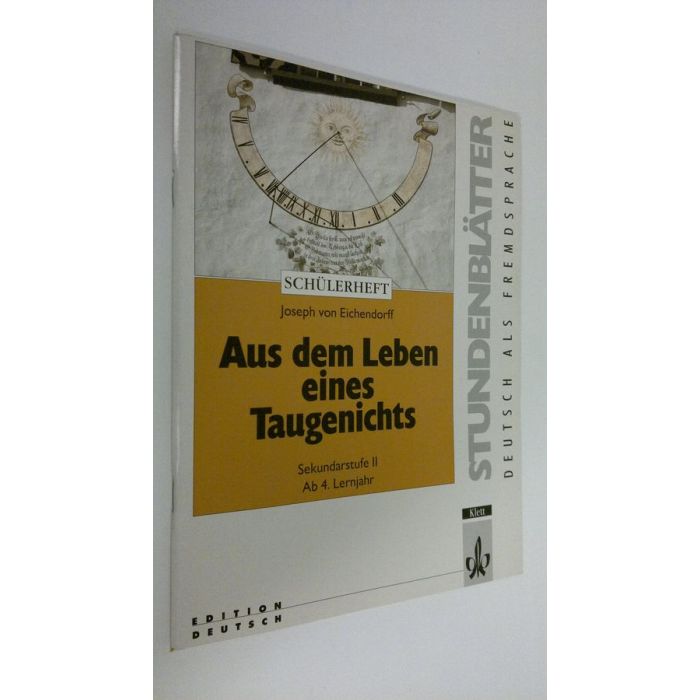 SCHÜLERHEFT
Joseph von Eichendorff
Aus dem Leben
eines
Taugenichts
Sekundarstufe II
Ab 4. Lernjahr
STUNDENBLÄTTER
DEUTSCH ALS FREMDSPRACHE
Klett
EDITION
DEUTSCH